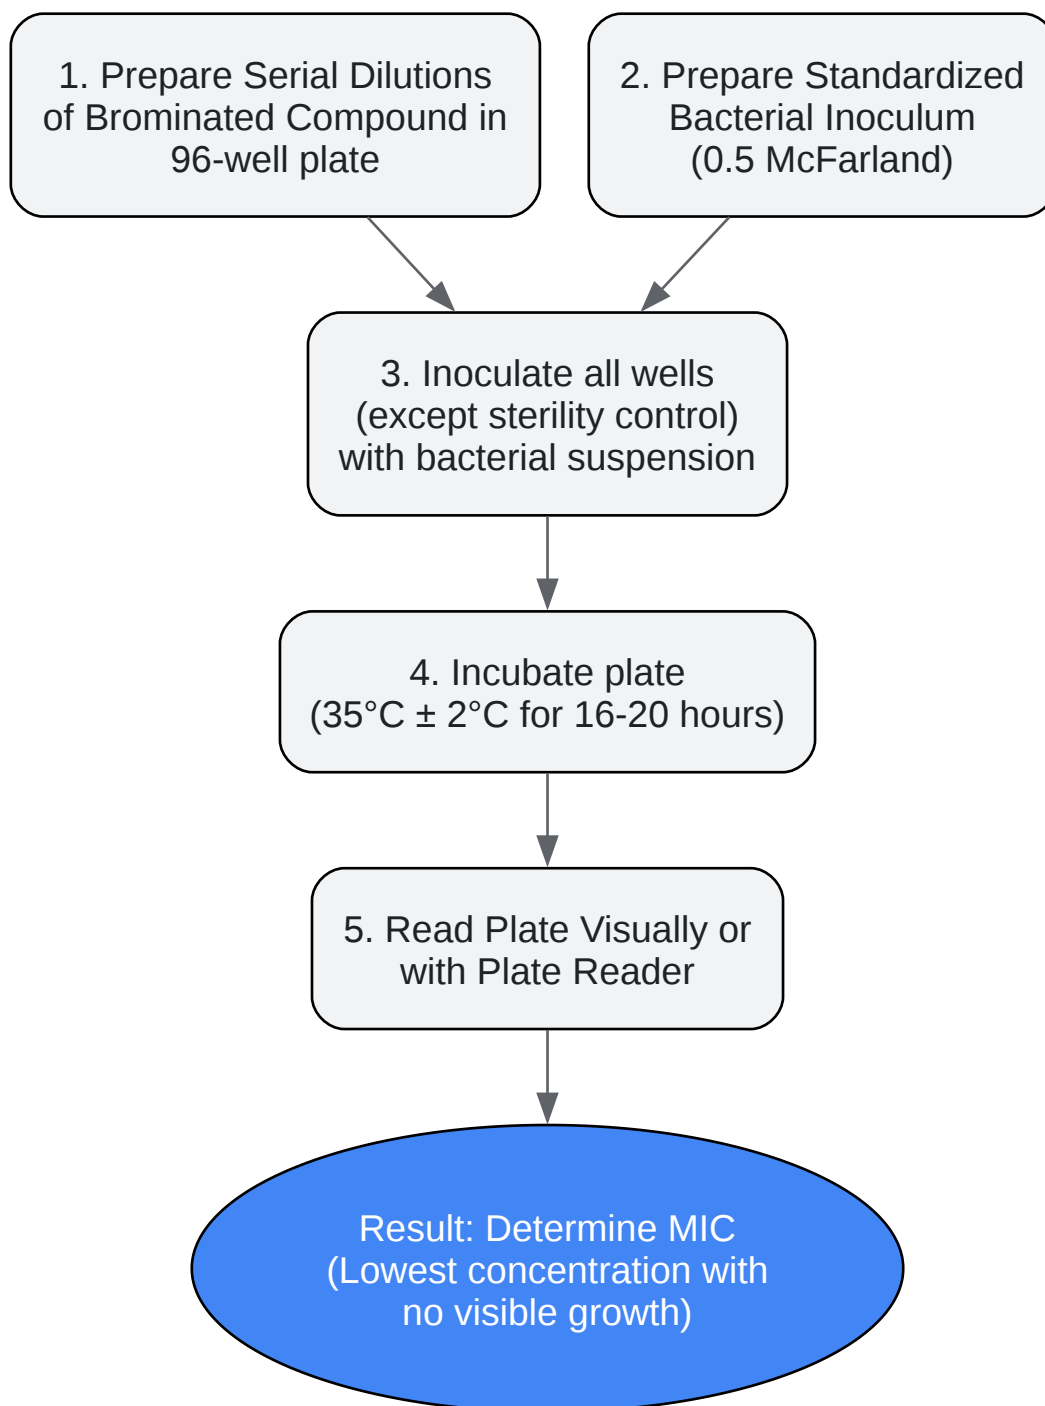 1. Prepare Serial Dilutions
of Brominated Compound in
96-well plate
2. Prepare Standardized
Bacterial Inoculum
(0.5 McFarland)
3. Inoculate all wells
(except sterility control)
with bacterial suspension
4. Incubate plate
(35°C ± 2°C for 16-20 hours)
5. Read Plate Visually or
with Plate Reader
Result: Determine MIC
(Lowest concentration with
no visible growth)